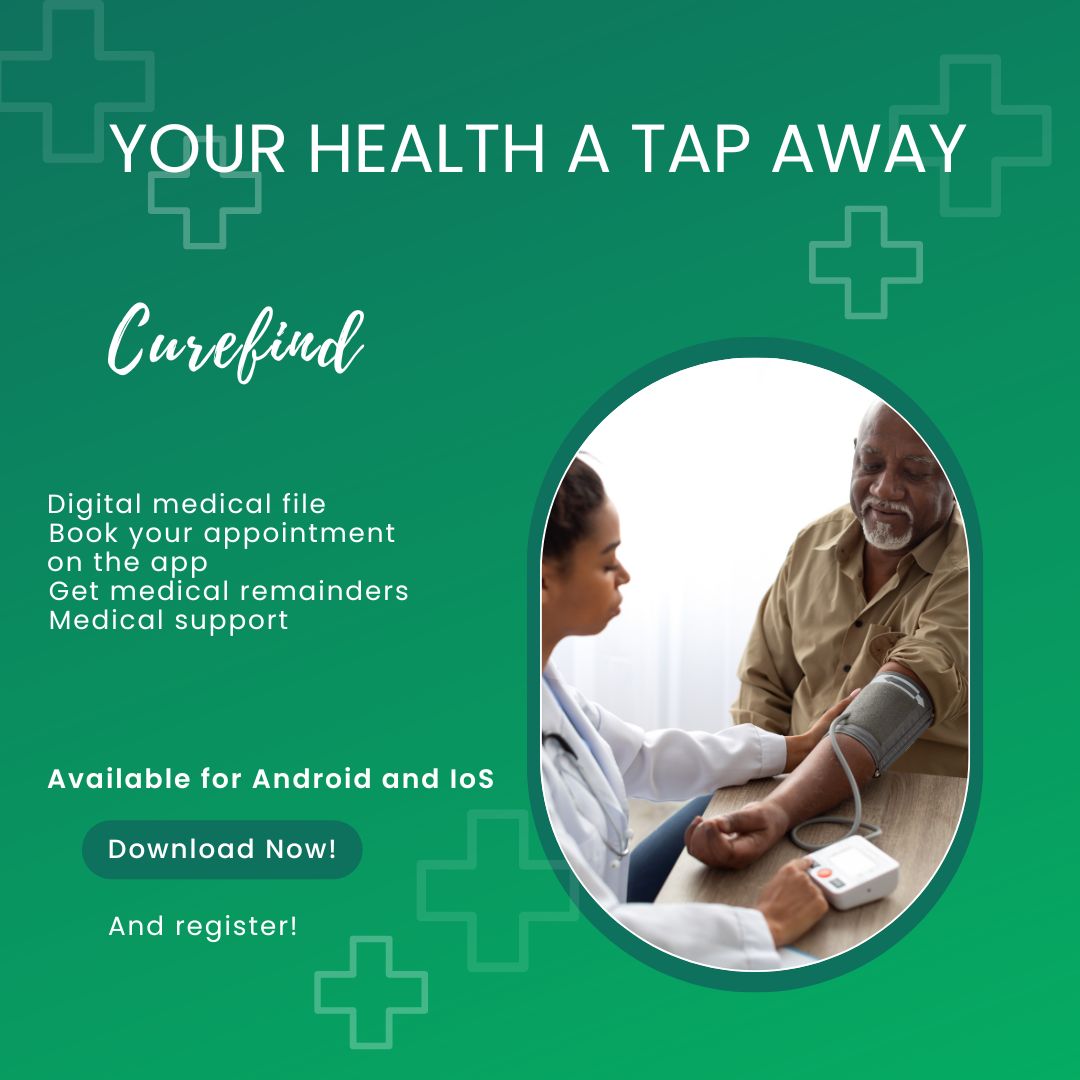 YOUR HEALTH A TAP AWAY
Curefind
Digital medical file
Book your appointment
on the app
Get medical remainders
Medical support
Available for Android and IoS
Download Now!
And register!